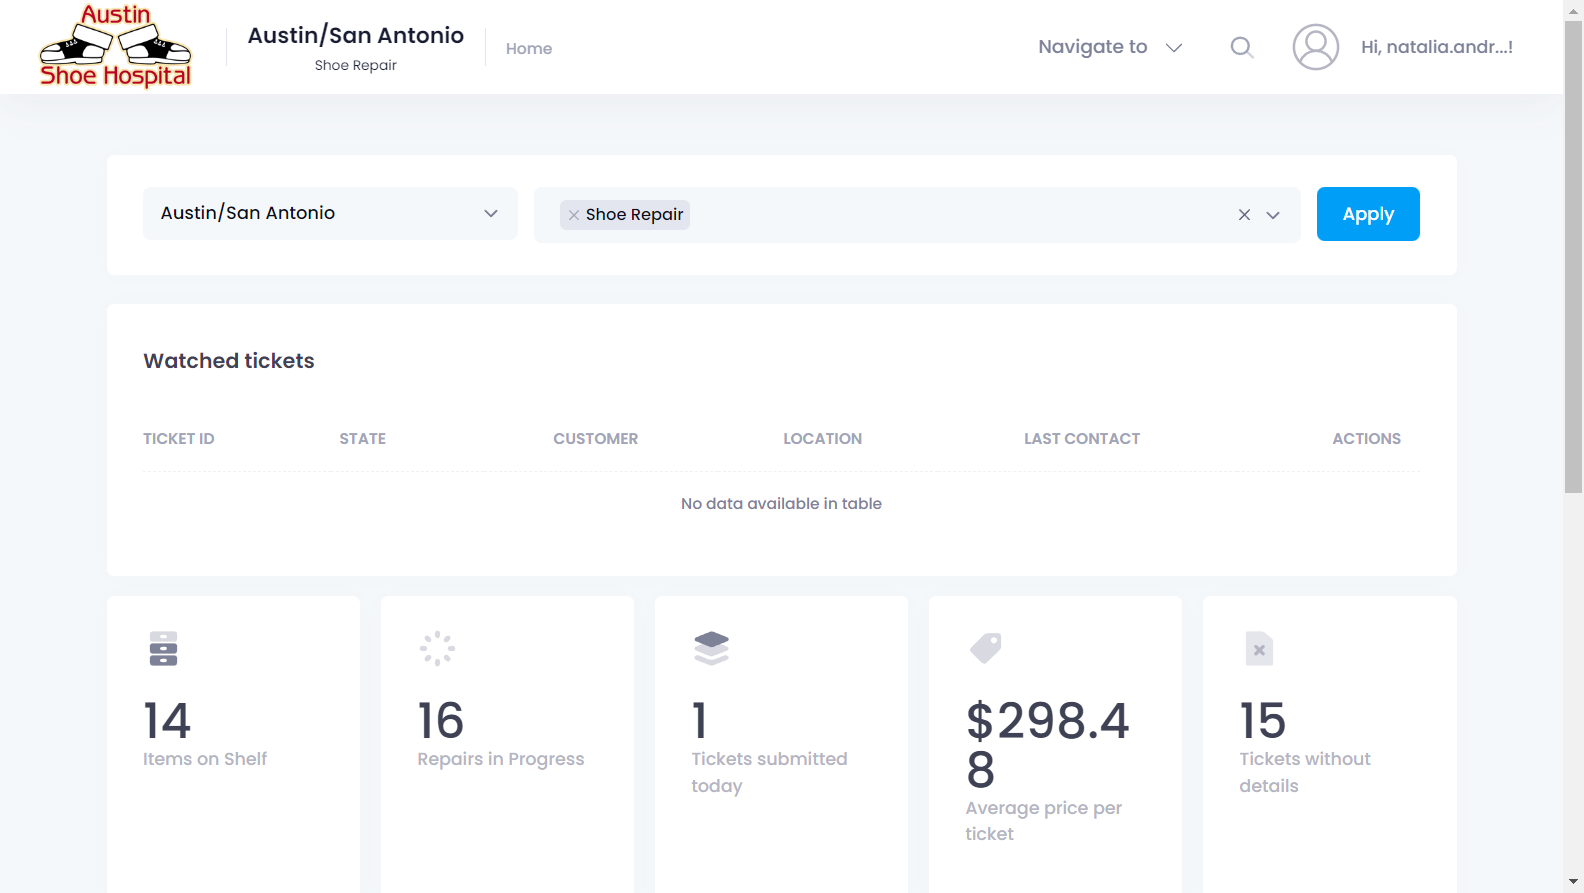 Austin
Shoe Hospital
Austin/San Antonio
Shoe Repair
Home
Navigate to
Hi, natalia.andr...!
Austin/San Antonio
Shoe Repair
Apply
Watched tickets
TICKET ID STATE CUSTOMER LOCATION LAST CONTACT ACTIONS
No data available in table
14
Items on Shelf
16
Repairs in Progress
1
Tickets submitted
today
$298.4
8
Average price per
ticket
15
Tickets without
details